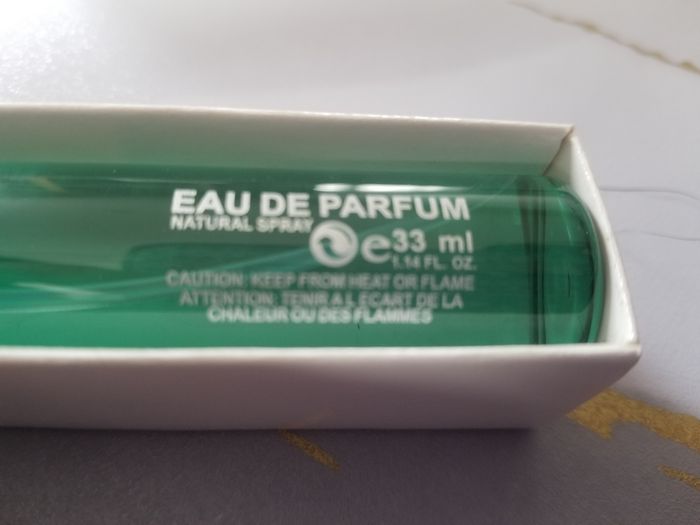 EAU DE PARFUM
NATURAL SPRAY
e 33 ml
1.14 FL. OZ.
CAUTION: KEEP FROM HEAT OR FLAME
ATTENTION: TENIR A L ECART DE LA
CHALEUR OU DES FLAMMES